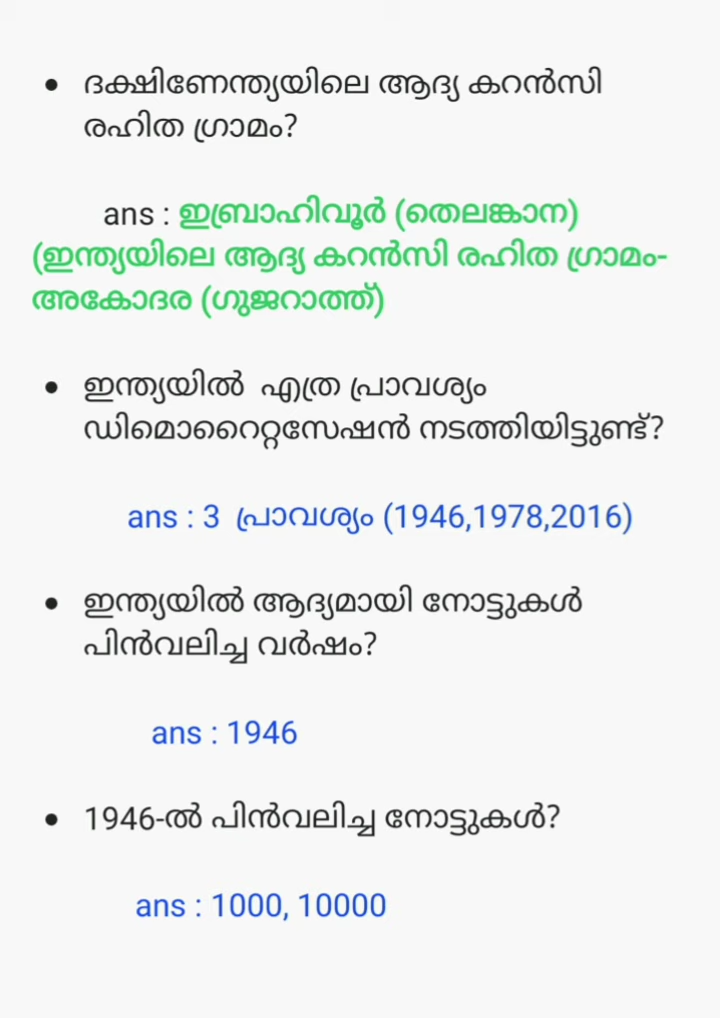 • ദക്ഷിണേന്ത്യയിലെ ആദ്യ കറൻസി
രഹിത ഗ്രാമം?
ans : ഇബ്രാഹിവൂർ (തെലങ്കാന)
(ഇന്ത്യയിലെ ആദ്യ കറൻസി രഹിത ഗ്രാമം-
അകോദര (ഗുജറാത്ത്)
• ഇന്ത്യയിൽ എത്ര പ്രാവശ്യം
ഡിമൊറൈറ്റസേഷൻ നടത്തിയിട്ടുണ്ട്?
ans : 3 പ്രാവശ്യം (1946,1978,2016)
• ഇന്ത്യയിൽ ആദ്യമായി നോട്ടുകൾ
പിൻവലിച്ച വർഷം?
ans : 1946
• 1946-ൽ പിൻവലിച്ച നോട്ടുകൾ?
ans : 1000, 10000